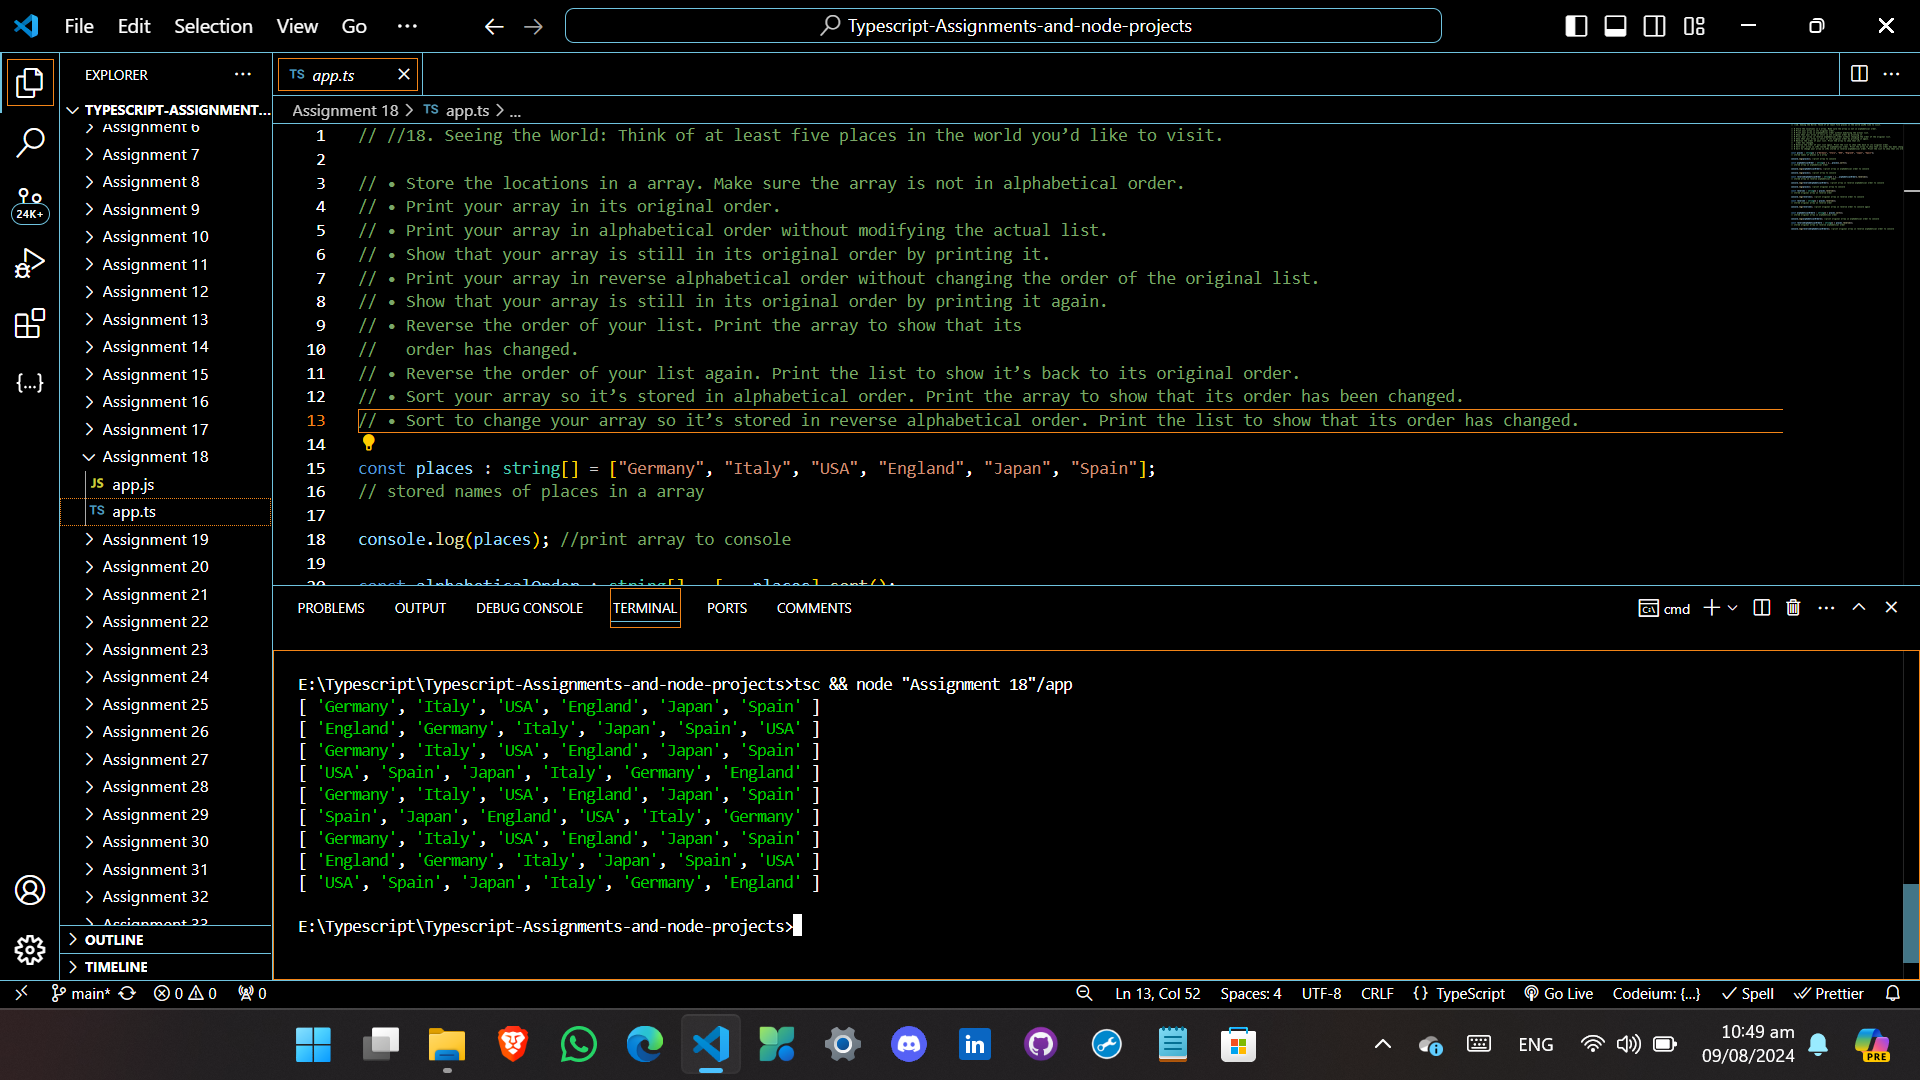 File Edit Selection View Go ··· Typescript-Assignments-and-node-projects
EXPLORER ···
TYPESCRIPT-ASSIGNMENT...
Assignment 6
Assignment 7
Assignment 8
Assignment 9
Assignment 10
Assignment 11
Assignment 12
Assignment 13
Assignment 14
Assignment 15
Assignment 16
Assignment 17
Assignment 18
JS app.js
TS app.ts
Assignment 19
Assignment 20
Assignment 21
Assignment 22
Assignment 23
Assignment 24
Assignment 25
Assignment 26
Assignment 27
Assignment 28
Assignment 29
Assignment 30
Assignment 31
Assignment 32
Assignment 33
OUTLINE
TIMELINE
24K+
TS app.ts
Assignment 18 > TS app.ts > ...
1 // //18. Seeing the World: Think of at least five places in the world you’d like to visit.
2
3 // • Store the locations in a array. Make sure the array is not in alphabetical order.
4 // • Print your array in its original order.
5 // • Print your array in alphabetical order without modifying the actual list.
6 // • Show that your array is still in its original order by printing it.
7 // • Print your array in reverse alphabetical order without changing the order of the original list.
8 // • Show that your array is still in its original order by printing it again.
9 // • Reverse the order of your list. Print the array to show that its
10 //   order has changed.
11 // • Reverse the order of your list again. Print the list to show it’s back to its original order.
12 // • Sort your array so it’s stored in alphabetical order. Print the array to show that its order has been changed.
13 // • Sort to change your array so it’s stored in reverse alphabetical order. Print the list to show that its order has changed.
14
15 const places : string[] = ["Germany", "Italy", "USA", "England", "Japan", "Spain"];
16 // stored names of places in a array
17
18 console.log(places); //print array to console
19
20 const alphabeticalOrder : string[] = [...places].sort();
PROBLEMS OUTPUT DEBUG CONSOLE TERMINAL PORTS COMMENTS cmd
E:\Typescript\Typescript-Assignments-and-node-projects>tsc && node "Assignment 18"/app
[ 'Germany', 'Italy', 'USA', 'England', 'Japan', 'Spain' ]
[ 'England', 'Germany', 'Italy', 'Japan', 'Spain', 'USA' ]
[ 'Germany', 'Italy', 'USA', 'England', 'Japan', 'Spain' ]
[ 'USA', 'Spain', 'Japan', 'Italy', 'Germany', 'England' ]
[ 'Germany', 'Italy', 'USA', 'England', 'Japan', 'Spain' ]
[ 'Spain', 'Japan', 'England', 'USA', 'Italy', 'Germany' ]
[ 'Germany', 'Italy', 'USA', 'England', 'Japan', 'Spain' ]
[ 'England', 'Germany', 'Italy', 'Japan', 'Spain', 'USA' ]
[ 'USA', 'Spain', 'Japan', 'Italy', 'Germany', 'England' ]
E:\Typescript\Typescript-Assignments-and-node-projects>
main* 0 0 0 Ln 13, Col 52 Spaces: 4 UTF-8 CRLF {} TypeScript Go Live Codeium: {...} Spell Prettier
ENG 10:49 am
09/08/2024
PRE